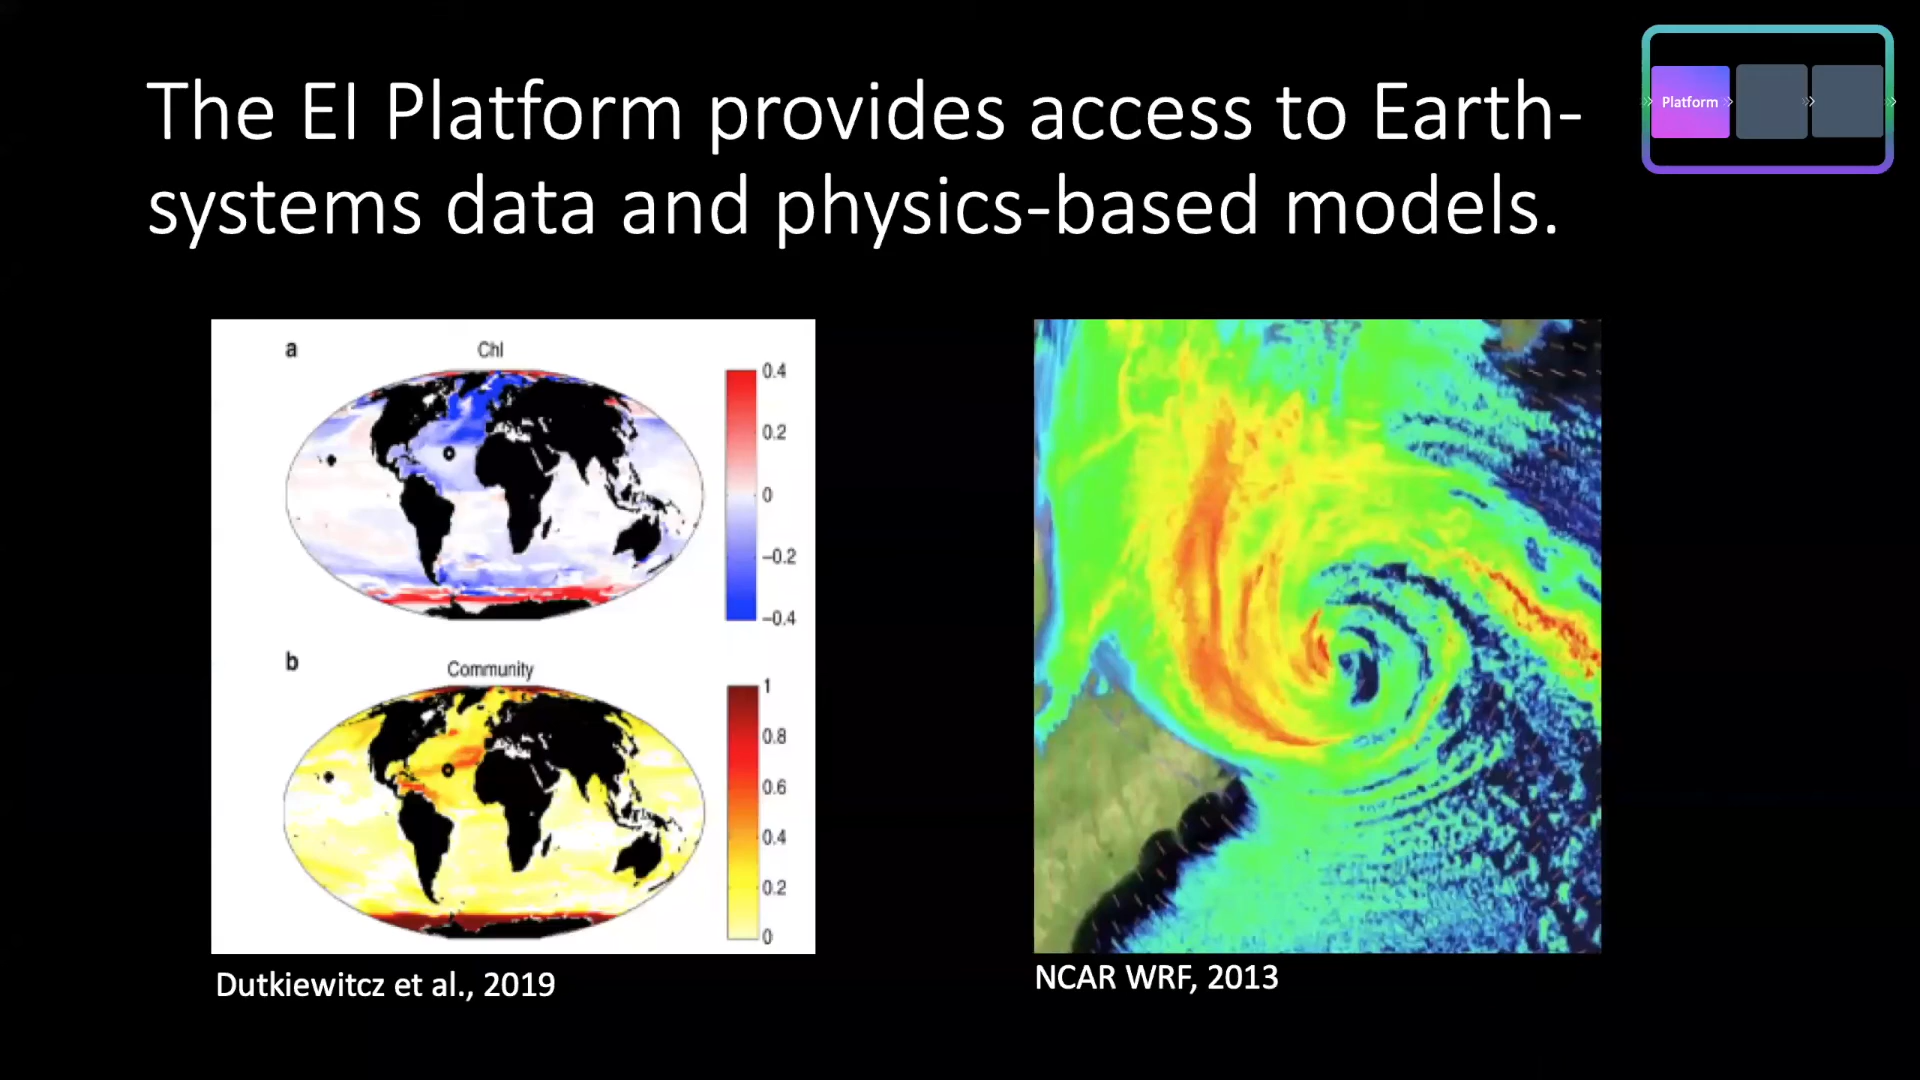 The EI Platform provides access to Earth-
systems data and physics-based models.
Platform
a
Chl
0.4
0.2
0
−0.2
−0.4
b
Community
1
0.8
0.6
0.4
0.2
0
Dutkiewitcz et al., 2019
NCAR WRF, 2013